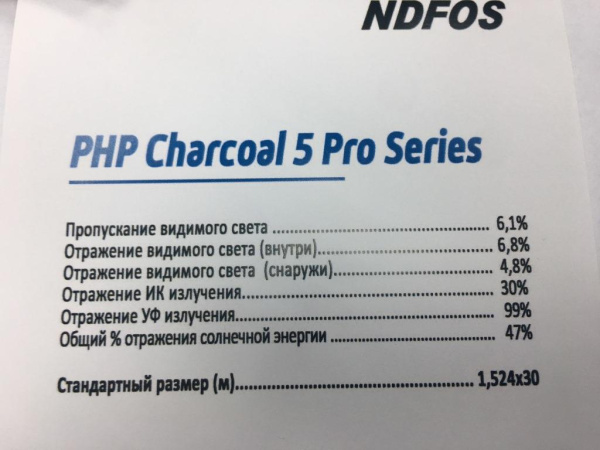 NDFOS
PHP Charcoal 5 Pro Series
Пропускание видимого света ........................................ 6,1%
Отражение видимого света (внутри)................................ 6,8%
Отражение видимого света (снаружи)............................. 4,8%
Отражение ИК излучения............................................... 30%
Отражение УФ излучения............................................... 99%
Общий % отражения солнечной энергии .............................. 47%
Стандартный размер (м)............................................ 1,524x30